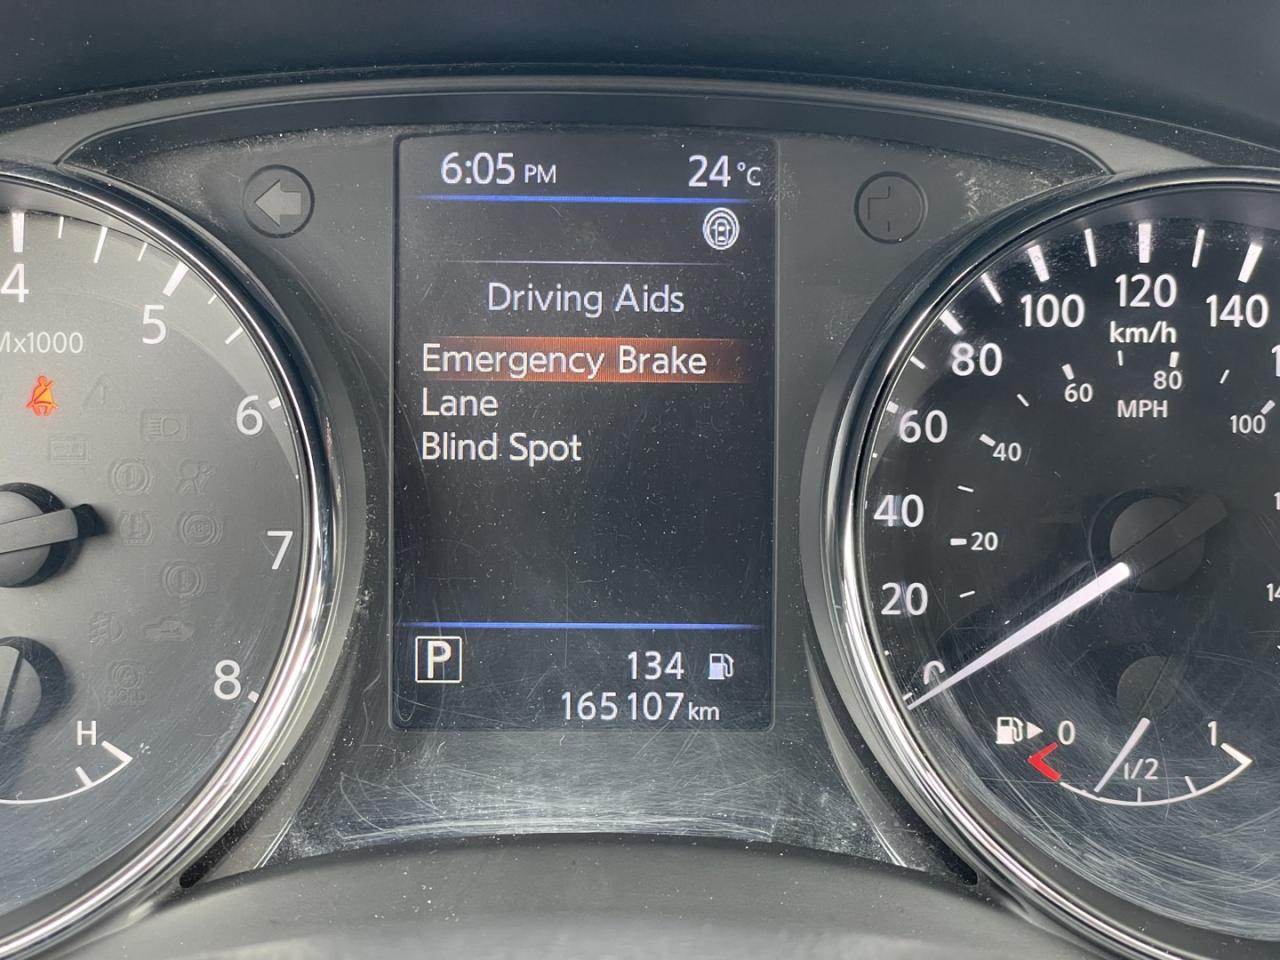 6:05 PM 24 °C
Driving Aids
Emergency Brake
Lane
Blind Spot
P 134
165107 km
4
5
6
7
8
x1000
H
0
20
40
60
80
100
120
140
km/h
20
40
60
80
100
MPH
0
1/2
1